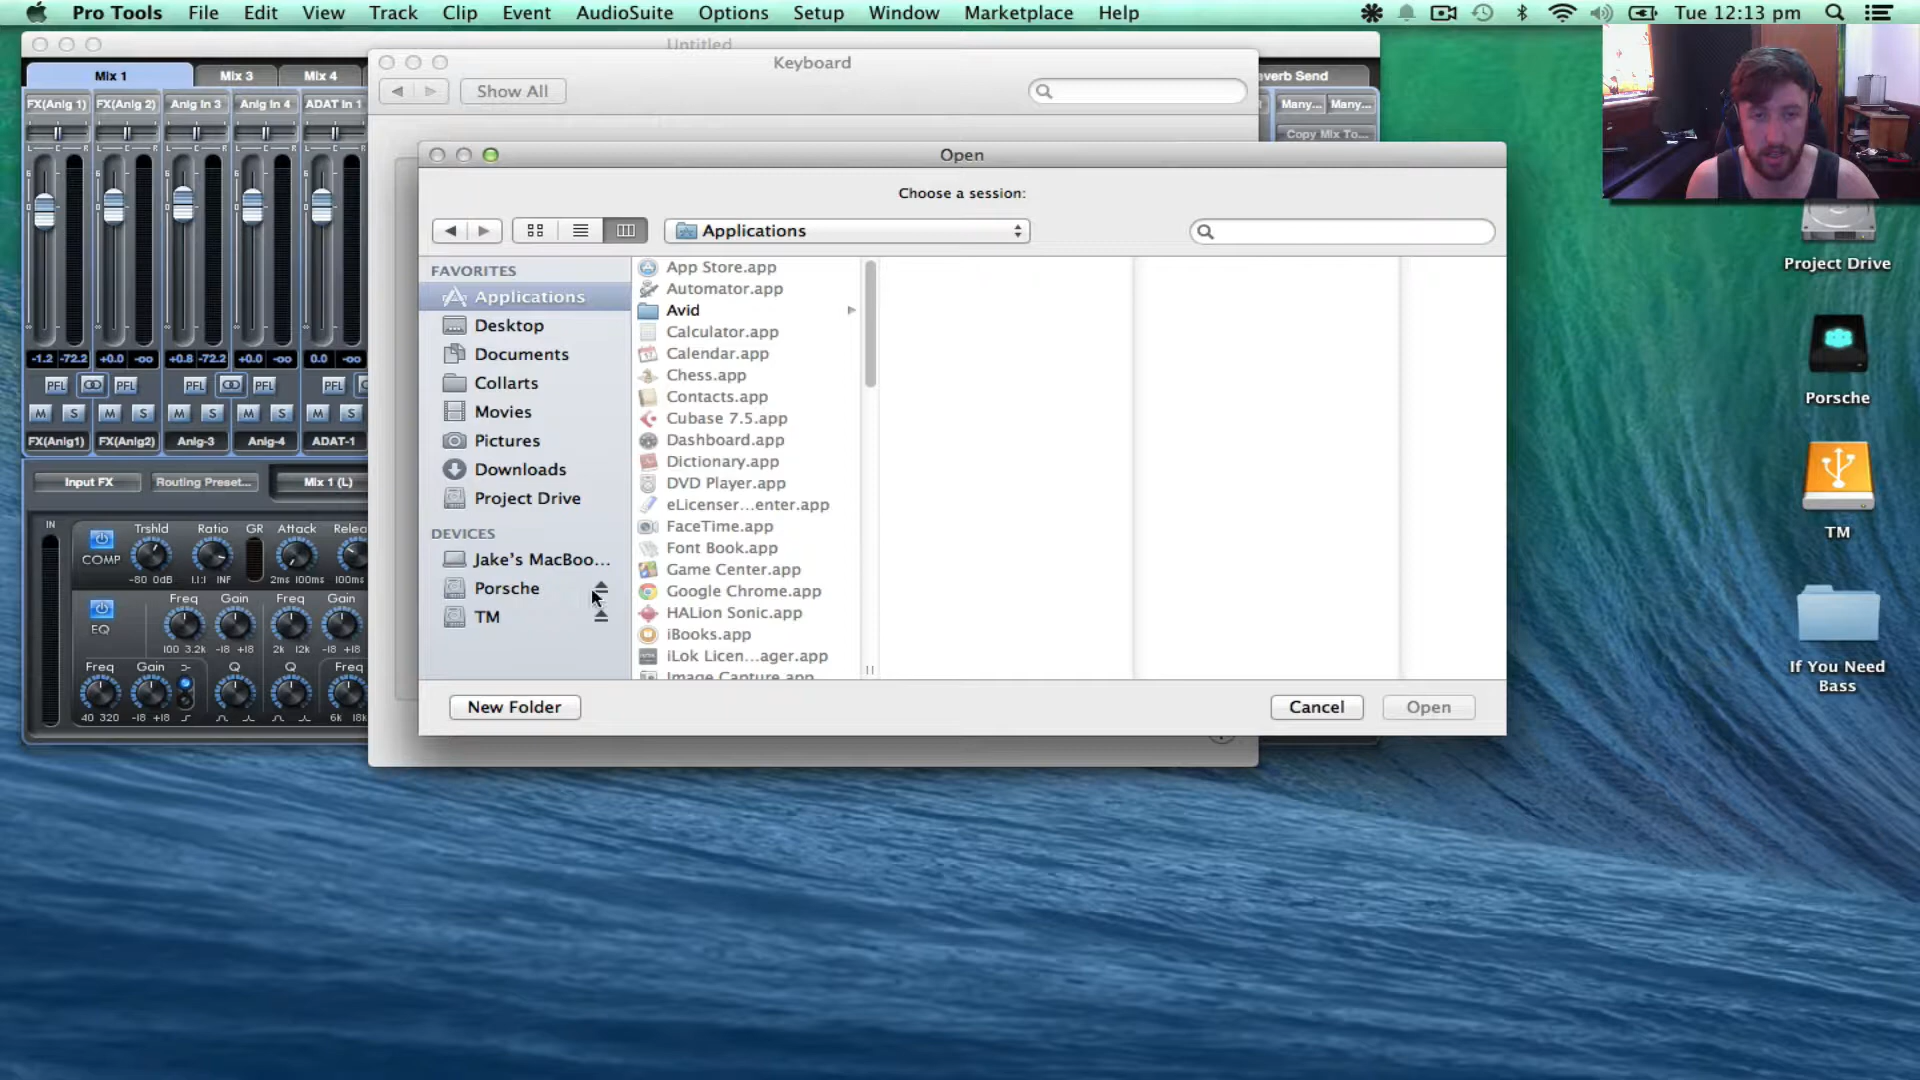 Pro Tools File Edit View Track Clip Event AudioSuite Options Setup Window Marketplace Help Tue 12:13 pm
Untitled
Keyboard
Show All
Mix 1 Mix 3 Mix 4
verb Send
FX(Anlg 1) FX(Anlg 2) Anlg In 3 Anlg In 4 ADAT In 1
Many... Many...
Copy Mix To...
Open
Choose a session:
Applications
FAVORITES
Applications
Desktop
Documents
Collarts
Movies
Pictures
Downloads
Project Drive
DEVICES
Jake's MacBoo...
Porsche
TM
App Store.app
Automator.app
Avid
Calculator.app
Calendar.app
Chess.app
Contacts.app
Cubase 7.5.app
Dashboard.app
Dictionary.app
DVD Player.app
eLicenser...enter.app
FaceTime.app
Font Book.app
Game Center.app
Google Chrome.app
HALion Sonic.app
iBooks.app
iLok Licen...ager.app
Image Capture.app
New Folder
Cancel
Open
-1.2 -72.2 +0.0 -oo +0.8 -72.2 +0.0 -oo 0.0 -oo
PFL PFL PFL PFL PFL
M S M S M S M S M S
FX(Anlg1) FX(Anlg2) Anlg-3 Anlg-4 ADAT-1
Input FX Routing Preset... Mix 1 (L)
IN
Trshld Ratio GR Attack Relea
COMP
-80 0dB 1.1:1 INF 2ms 100ms 100m
Freq Gain Freq Gain
EQ
100 3.2k -18 +18 2k 12k -18 +18
Freq Gain Q Q Freq
40 320 -18 +18 6k 18k
Project Drive
Porsche
TM
If You Need
Bass